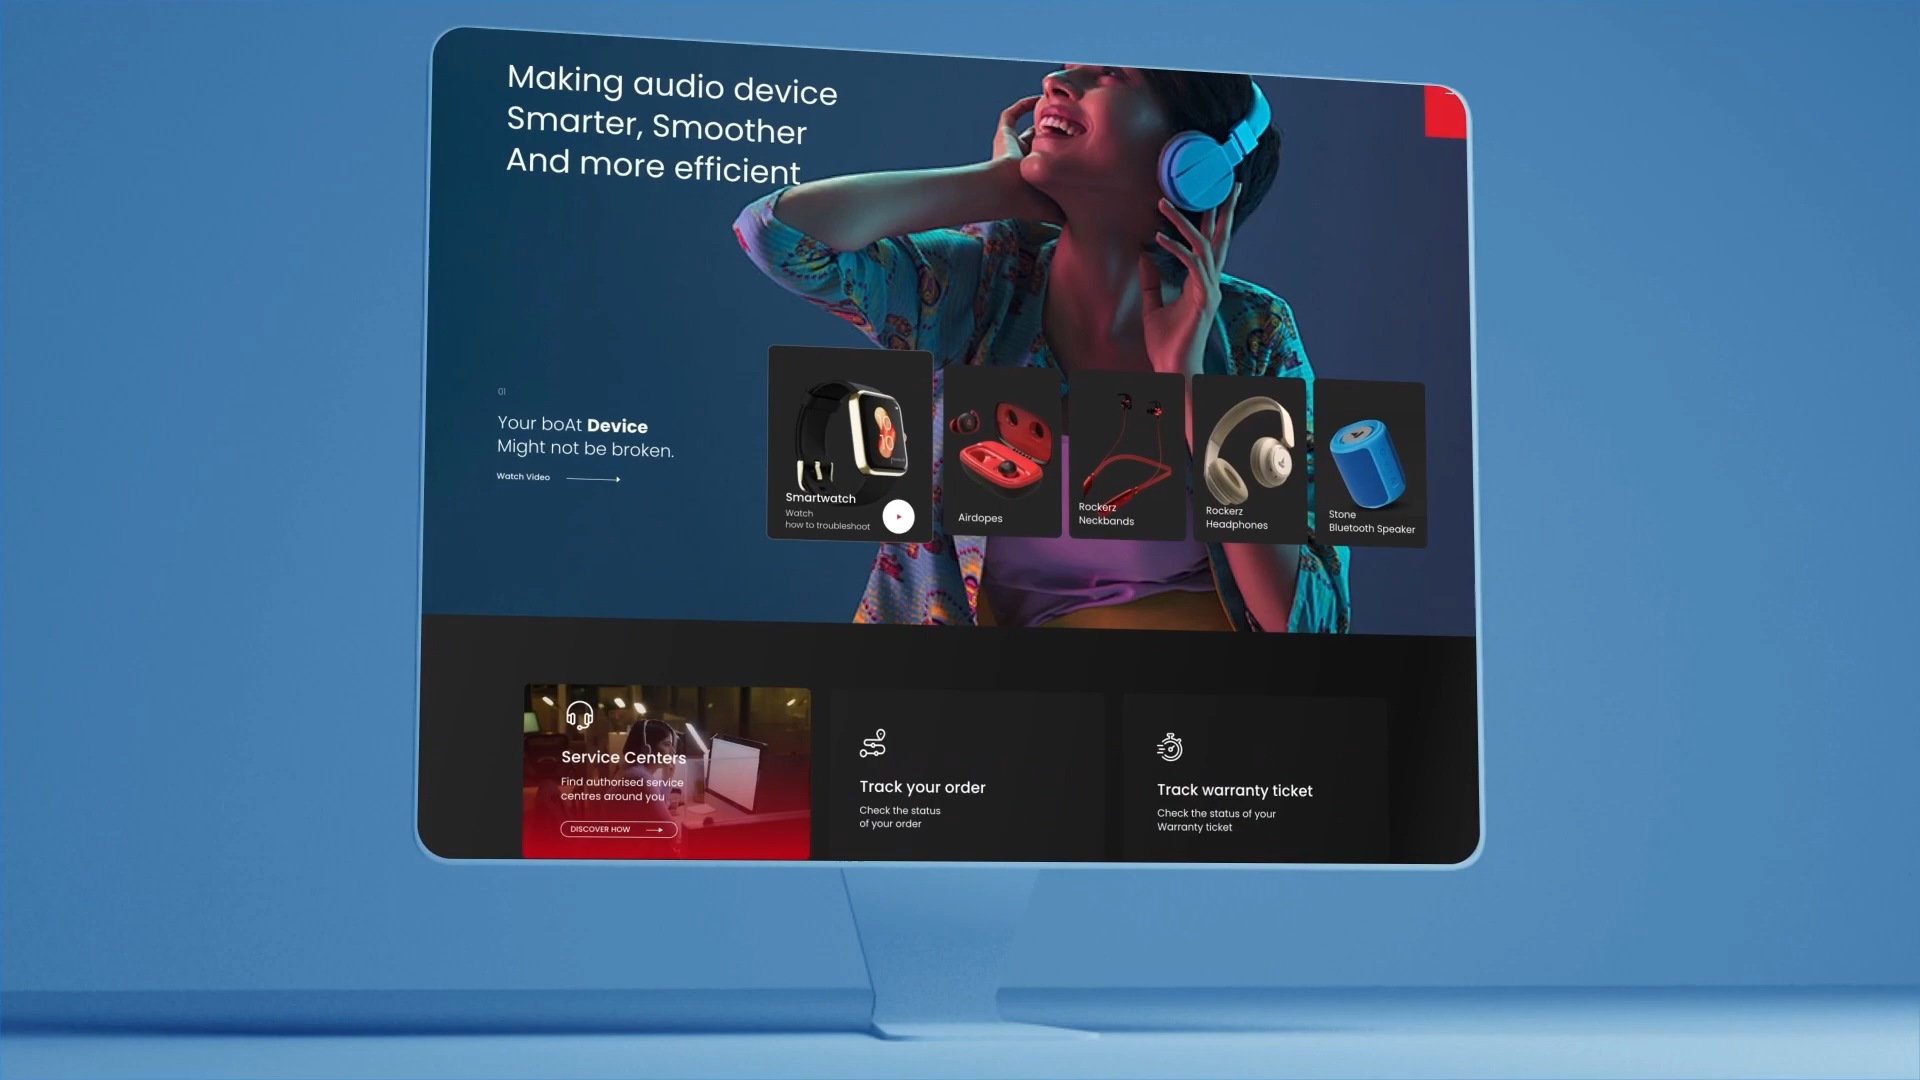 Making audio device
Smarter, Smoother
And more efficient
01
Your boAt Device
Might not be broken.
Watch Video
Smartwatch
Watch
how to troubleshoot
Airdopes
Rockerz
Neckbands
Rockerz
Headphones
Stone
Bluetooth Speaker
Service Centers
Find authorised service
centres around you
DISCOVER HOW
Track your order
Check the status
of your order
Track warranty ticket
Check the status of your
Warranty ticket